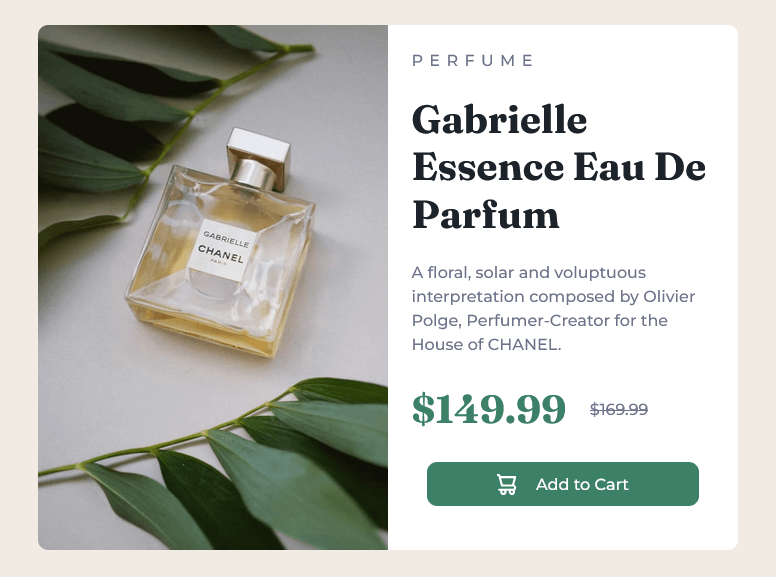 PERFUME
Gabrielle
Essence Eau De
Parfum
A floral, solar and voluptuous
interpretation composed by Olivier
Polge, Perfumer-Creator for the
House of CHANEL.
$149.99 $169.99
Add to Cart
GABRIELLE
CHANEL
PARIS